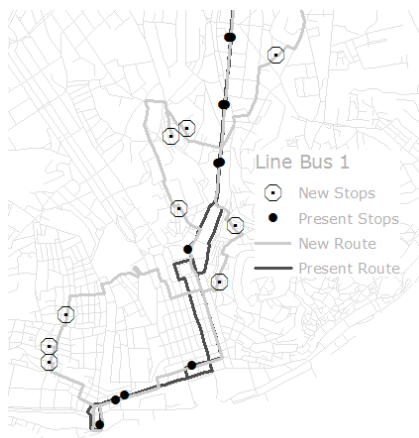 Line Bus 1
New Stops
Present Stops
New Route
Present Route